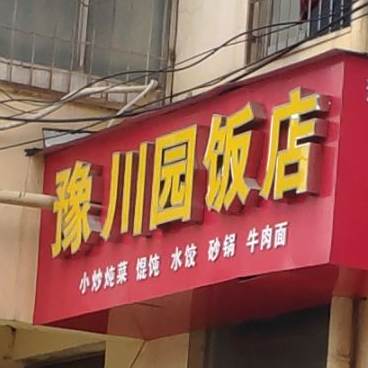 豫川园饭店
小炒炖菜 馄饨 水饺 砂锅 牛肉面